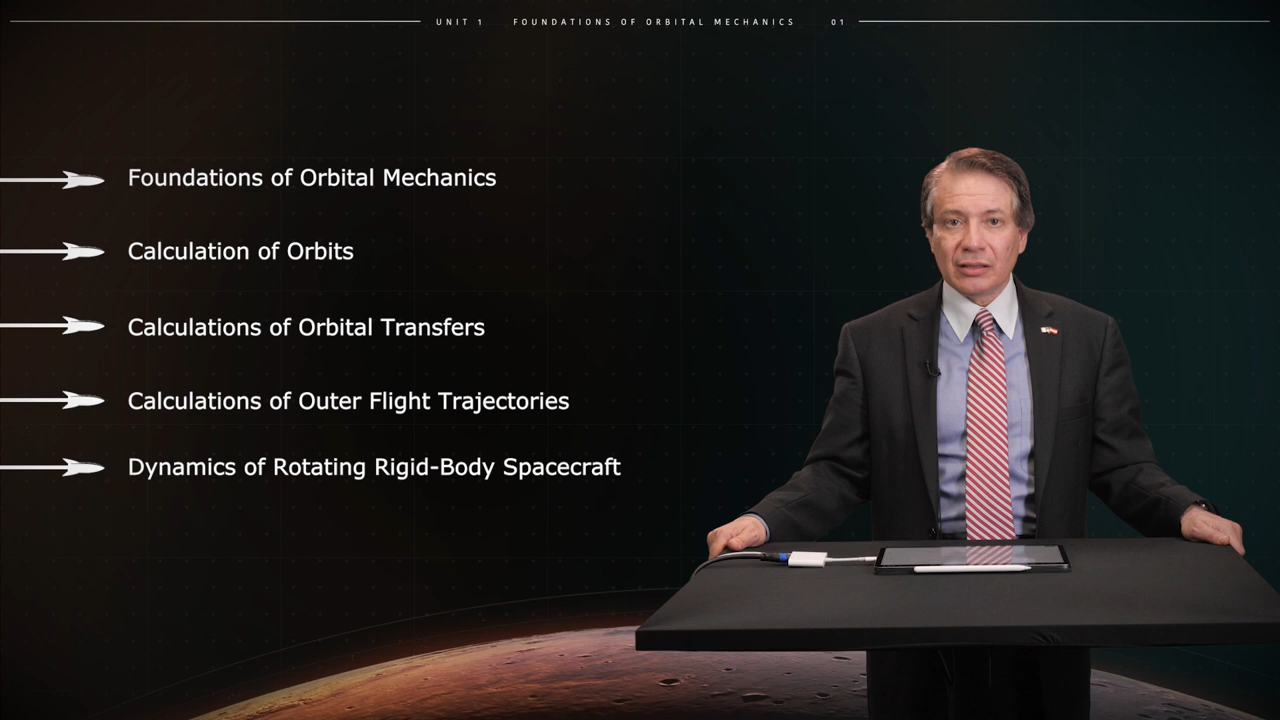 UNIT 1 FOUNDATIONS OF ORBITAL MECHANICS 01
Foundations of Orbital Mechanics
Calculation of Orbits
Calculations of Orbital Transfers
Calculations of Outer Flight Trajectories
Dynamics of Rotating Rigid-Body Spacecraft